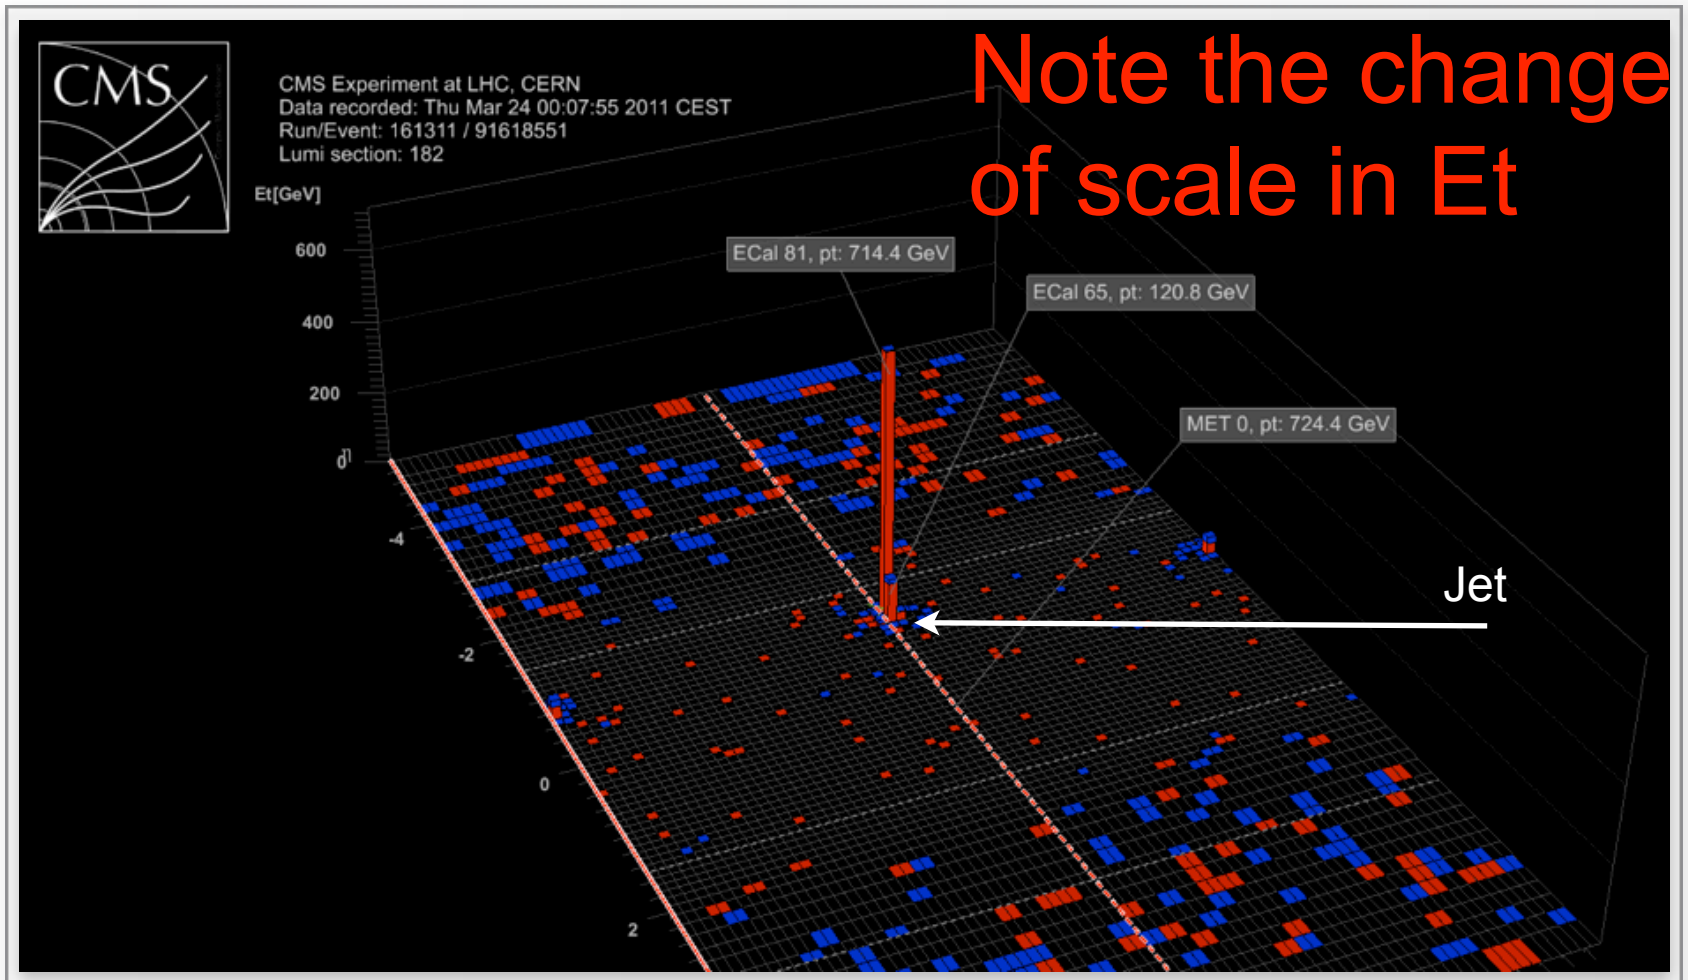 CMS
CMS Experiment at LHC, CERN
Data recorded: Thu Mar 24 00:07:55 2011 CEST
Run/Event: 161311 / 91618551
Lumi section: 182
Note the change
of scale in Et
Et[GeV]
600
400
200
0
η
ECal 81, pt: 714.4 GeV
ECal 65, pt: 120.8 GeV
MET 0, pt: 724.4 GeV
-4
Jet
-2
0
2